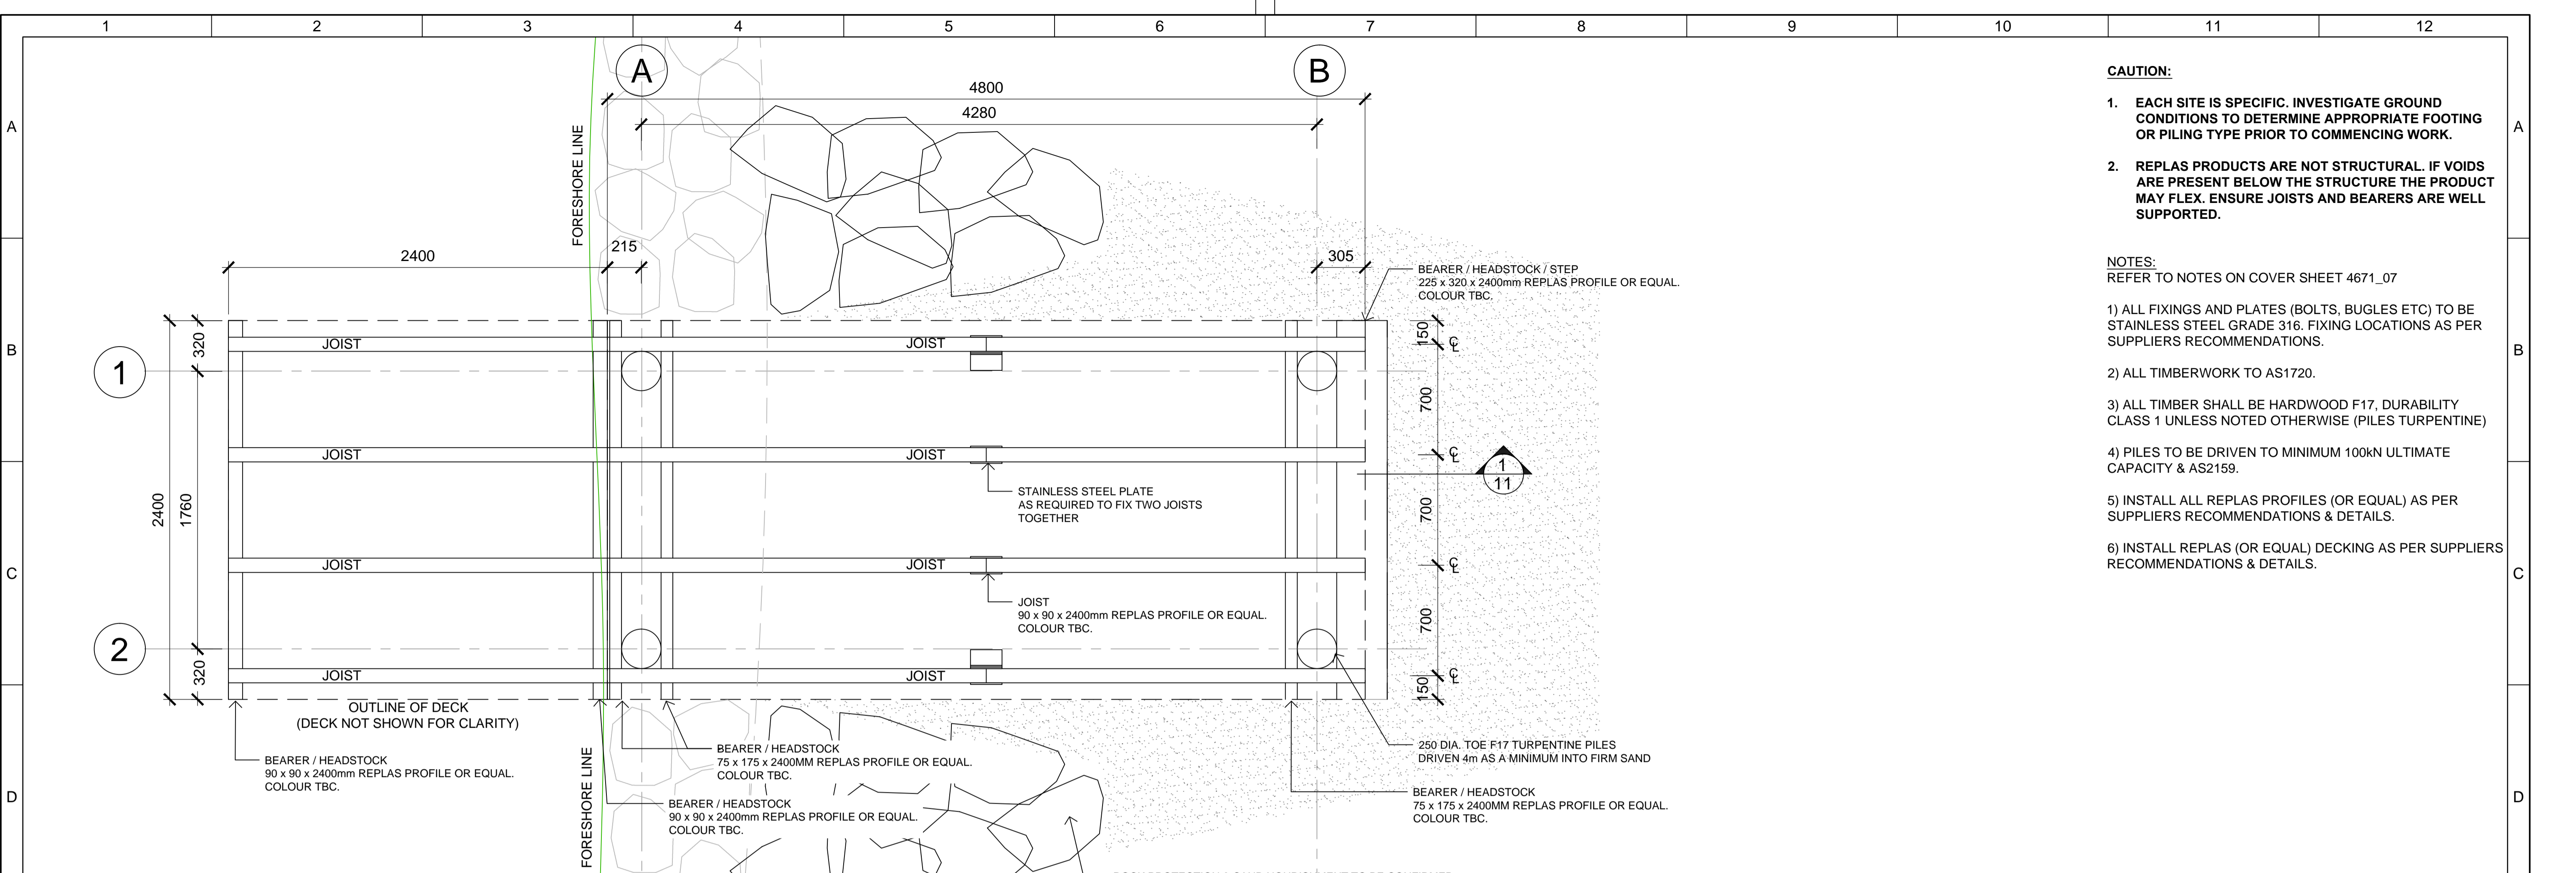 1 2 3 4 5 6 7 8 9 10 11 12
A
B
C
D
A
B
C
D
A
B
4800
4280
FORESHORE LINE
2400
215
305
BEARER / HEADSTOCK / STEP
225 x 320 x 2400mm REPLAS PROFILE OR EQUAL.
COLOUR TBC.
1
2
320
2400
1760
320
JOIST
JOIST
JOIST
JOIST
JOIST
JOIST
JOIST
JOIST
150
700
700
700
150
℄
℄
℄
℄
1
11
STAINLESS STEEL PLATE
AS REQUIRED TO FIX TWO JOISTS
TOGETHER
JOIST
90 x 90 x 2400mm REPLAS PROFILE OR EQUAL.
COLOUR TBC.
OUTLINE OF DECK
(DECK NOT SHOWN FOR CLARITY)
BEARER / HEADSTOCK
90 x 90 x 2400mm REPLAS PROFILE OR EQUAL.
COLOUR TBC.
FORESHORE LINE
BEARER / HEADSTOCK
75 x 175 x 2400MM REPLAS PROFILE OR EQUAL.
COLOUR TBC.
BEARER / HEADSTOCK
90 x 90 x 2400mm REPLAS PROFILE OR EQUAL.
COLOUR TBC.
250 DIA. TOE F17 TURPENTINE PILES
DRIVEN 4m AS A MINIMUM INTO FIRM SAND
BEARER / HEADSTOCK
75 x 175 x 2400MM REPLAS PROFILE OR EQUAL.
COLOUR TBC.
CAUTION:
1. EACH SITE IS SPECIFIC. INVESTIGATE GROUND
CONDITIONS TO DETERMINE APPROPRIATE FOOTING
OR PILING TYPE PRIOR TO COMMENCING WORK.
2. REPLAS PRODUCTS ARE NOT STRUCTURAL. IF VOIDS
ARE PRESENT BELOW THE STRUCTURE THE PRODUCT
MAY FLEX. ENSURE JOISTS AND BEARERS ARE WELL
SUPPORTED.
NOTES:
REFER TO NOTES ON COVER SHEET 4671_07
1) ALL FIXINGS AND PLATES (BOLTS, BUGLES ETC) TO BE
STAINLESS STEEL GRADE 316. FIXING LOCATIONS AS PER
SUPPLIERS RECOMMENDATIONS.
2) ALL TIMBERWORK TO AS1720.
3) ALL TIMBER SHALL BE HARDWOOD F17, DURABILITY
CLASS 1 UNLESS NOTED OTHERWISE (PILES TURPENTINE)
4) PILES TO BE DRIVEN TO MINIMUM 100kN ULTIMATE
CAPACITY & AS2159.
5) INSTALL ALL REPLAS PROFILES (OR EQUAL) AS PER
SUPPLIERS RECOMMENDATIONS & DETAILS.
6) INSTALL REPLAS (OR EQUAL) DECKING AS PER SUPPLIERS
RECOMMENDATIONS & DETAILS.